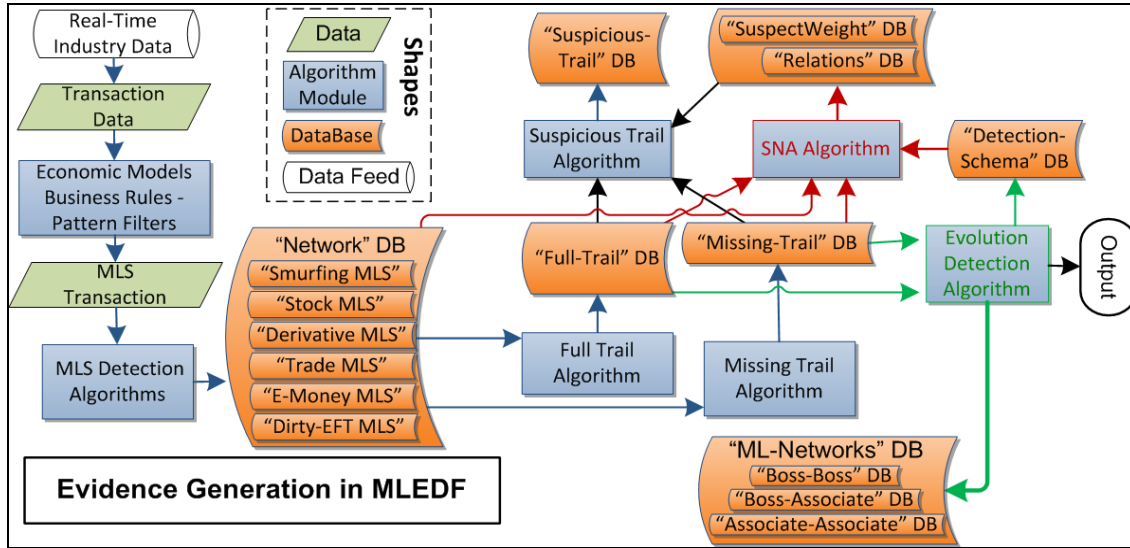 Real-Time
Industry Data
Transaction
Data
Economic Models
Business Rules -
Pattern Filters
MLS
Transaction
MLS Detection
Algorithms
Data
Algorithm
Module
DataBase
Data Feed
Shapes
“Network” DB
“Smurfing MLS”
“Stock MLS”
“Derivative MLS”
“Trade MLS”
“E-Money MLS”
“Dirty-EFT MLS”
“Suspicious-
Trail” DB
Suspicious Trail
Algorithm
“Full-Trail” DB
Full Trail
Algorithm
“SuspectWeight” DB
“Relations” DB
SNA Algorithm
“Missing-Trail” DB
Missing Trail
Algorithm
“Detection-
Schema” DB
Evolution
Detection
Algorithm
Output
“ML-Networks” DB
“Boss-Boss” DB
“Boss-Associate” DB
“Associate-Associate” DB
Evidence Generation in MLEDF